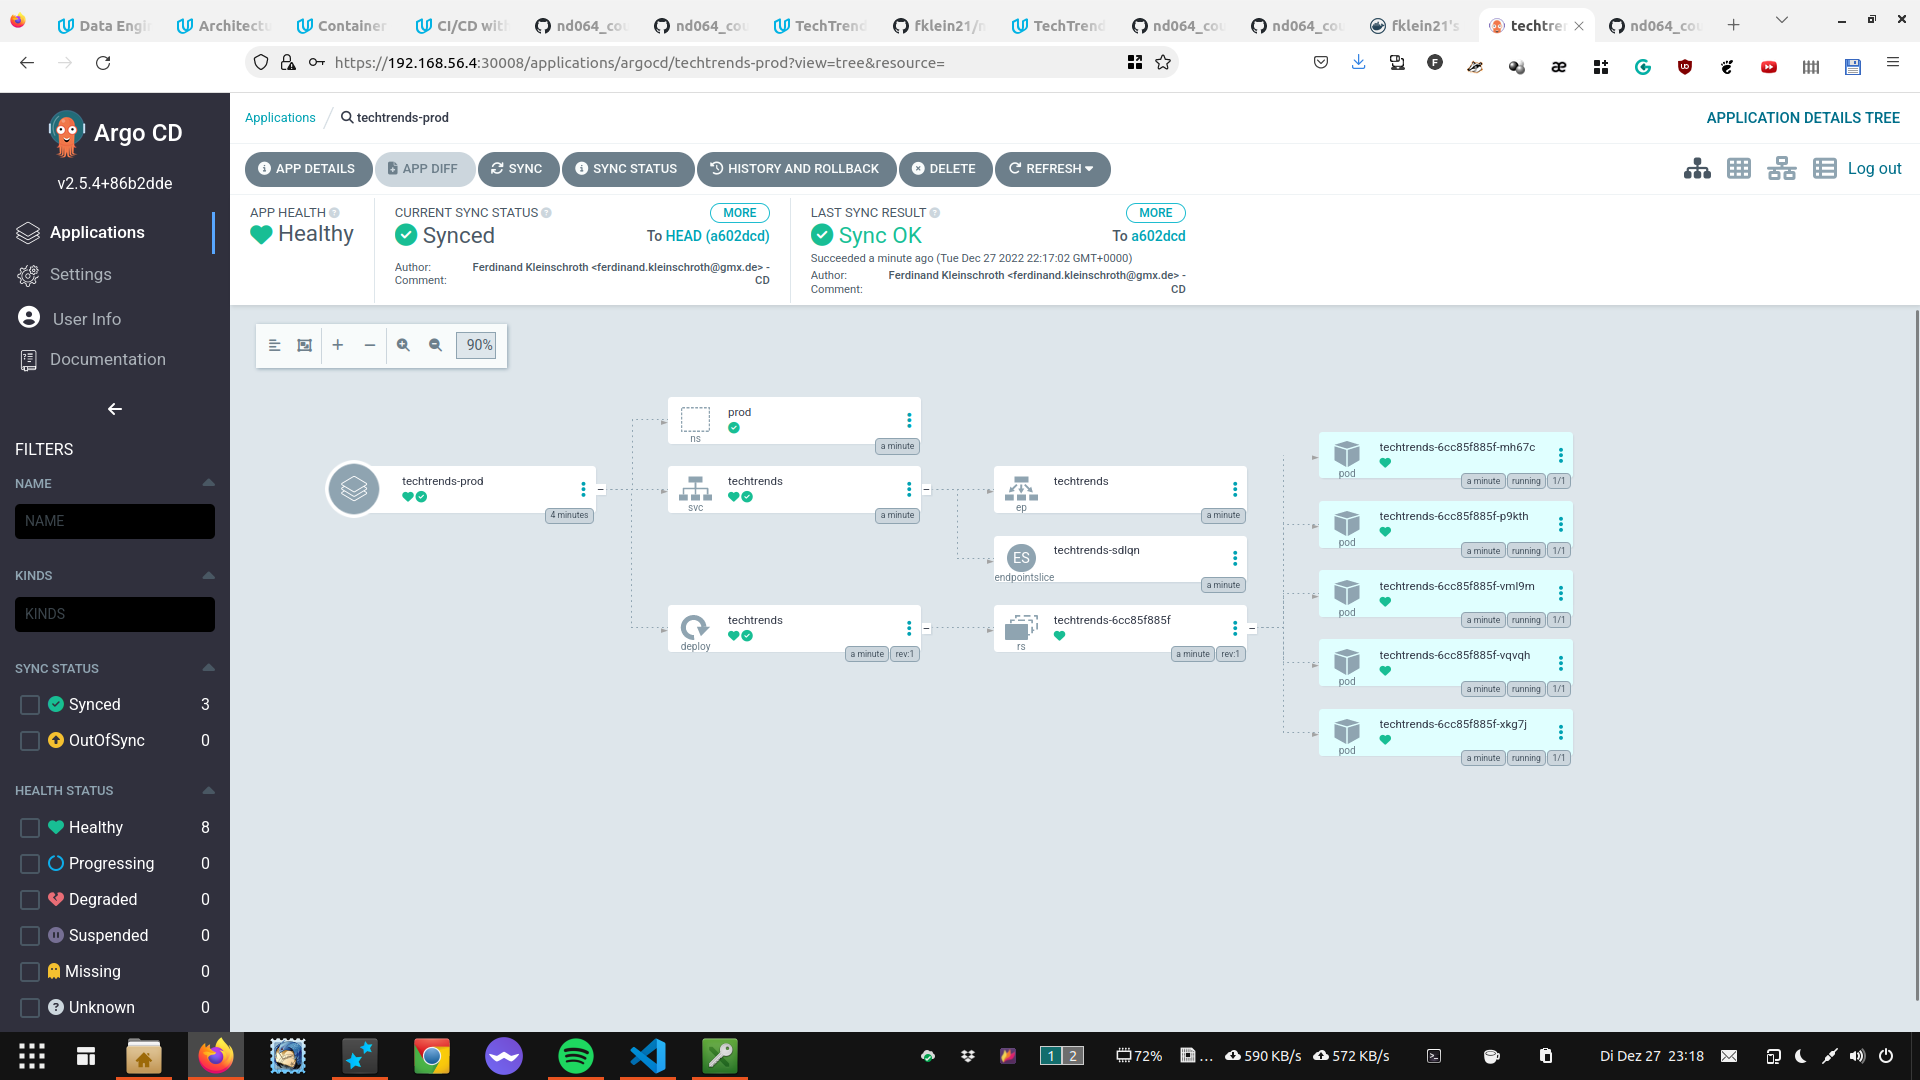 Data Engi
Architectu
Container
CI/CD with
nd064_cou
nd064_cou
TechTrend
fklein21/n
TechTrend
nd064_cou
nd064_cou
fklein21's
techtren
nd064_cou
https://192.168.56.4:30008/applications/argocd/techtrends-prod?view=tree&resource=
Argo CD
v2.5.4+86b2dde
Applications
Settings
User Info
Documentation
FILTERS
NAME
NAME
KINDS
KINDS
SYNC STATUS
Synced 3
OutOfSync 0
HEALTH STATUS
Healthy 8
Progressing 0
Degraded 0
Suspended 0
Missing 0
Unknown 0
Applications / techtrends-prod
APPLICATION DETAILS TREE
APP DETAILS
APP DIFF
SYNC
SYNC STATUS
HISTORY AND ROLLBACK
DELETE
REFRESH
Log out
APP HEALTH
Healthy
CURRENT SYNC STATUS
MORE
Synced
To HEAD (a602dcd)
Author: Ferdinand Kleinschroth <ferdinand.kleinschroth@gmx.de> -
Comment: CD
LAST SYNC RESULT
MORE
Sync OK
To a602dcd
Succeeded a minute ago (Tue Dec 27 2022 22:17:02 GMT+0000)
Author: Ferdinand Kleinschroth <ferdinand.kleinschroth@gmx.de> -
Comment: CD
90%
techtrends-prod
4 minutes
prod
ns
a minute
techtrends
svc
a minute
techtrends
deploy
a minute rev:1
techtrends
ep
a minute
ES
techtrends-sdlqn
endpointslice
a minute
techtrends-6cc85f885f
rs
a minute rev:1
techtrends-6cc85f885f-mh67c
pod
a minute running 1/1
techtrends-6cc85f885f-p9kth
pod
a minute running 1/1
techtrends-6cc85f885f-vml9m
pod
a minute running 1/1
techtrends-6cc85f885f-vqvqh
pod
a minute running 1/1
techtrends-6cc85f885f-xkg7j
pod
a minute running 1/1
1 2
72%
...
590 KB/s
572 KB/s
Di Dez 27 23:18